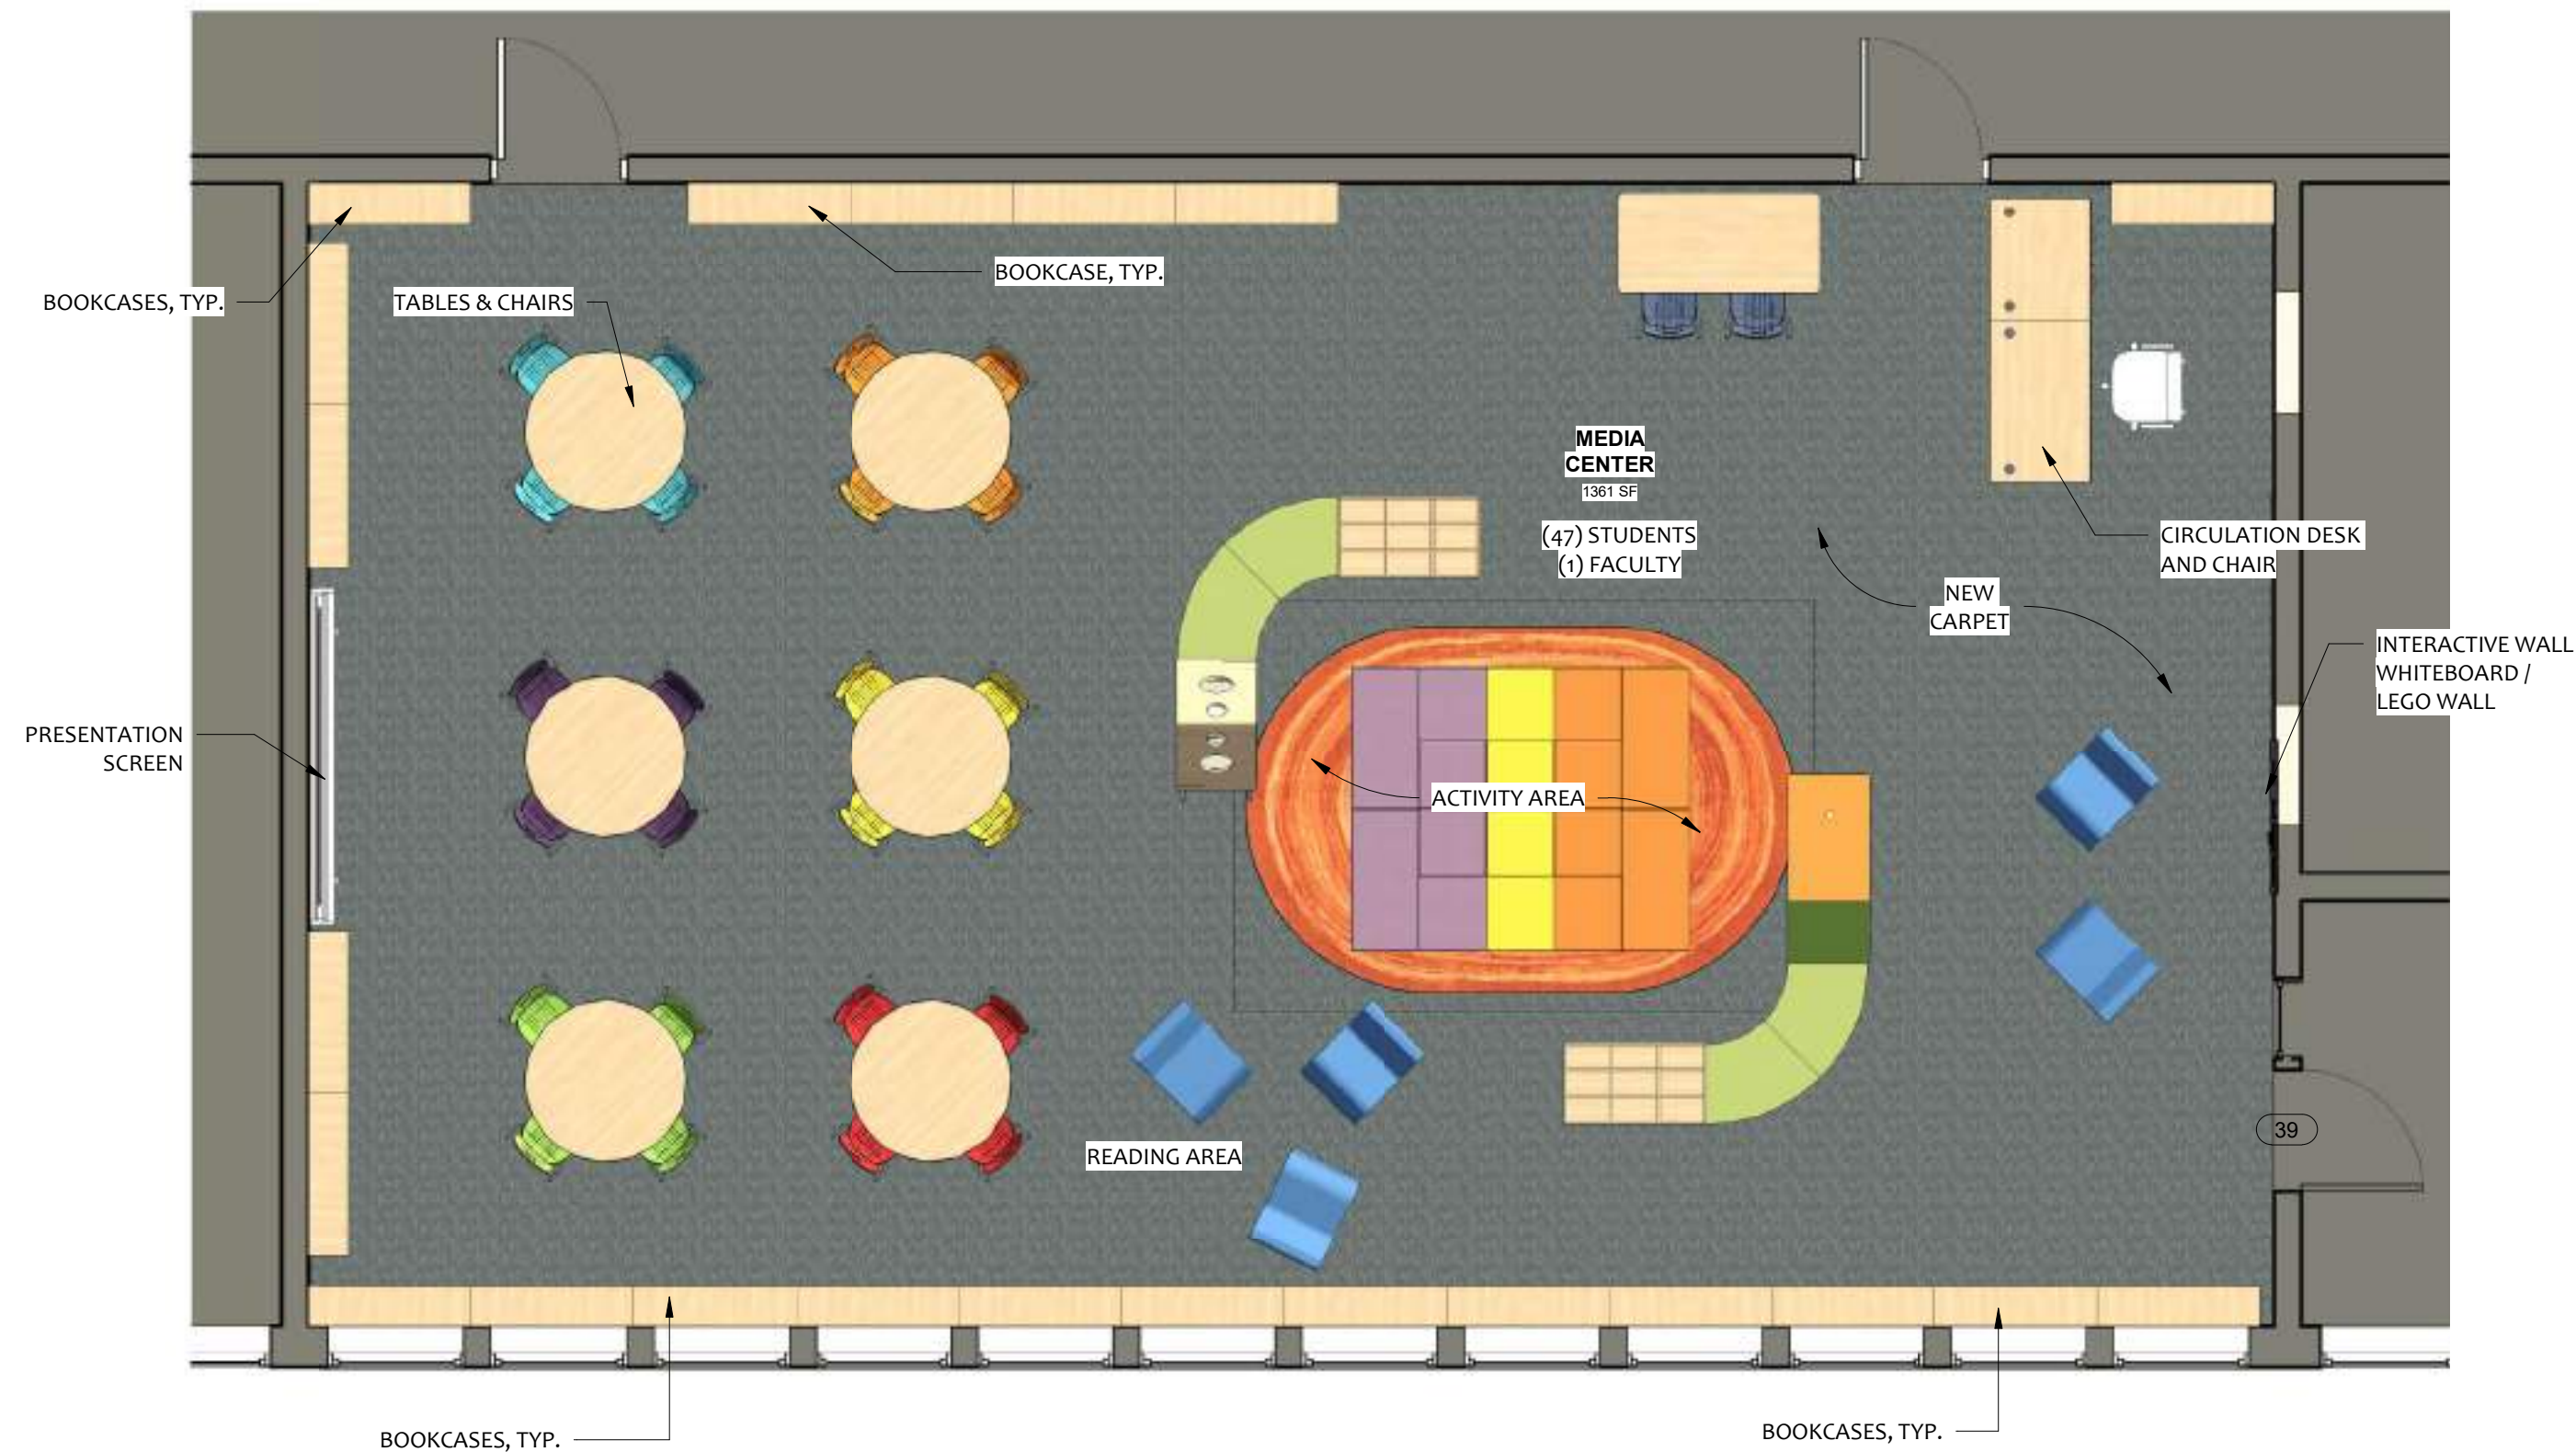 BOOKCASE, TYP.
BOOKCASES, TYP.
TABLES & CHAIRS
MEDIA
CENTER
1361 SF
(47) STUDENTS
(1) FACULTY
CIRCULATION DESK
AND CHAIR
NEW
CARPET
INTERACTIVE WALL
WHITEBOARD /
LEGO WALL
PRESENTATION
SCREEN
ACTIVITY AREA
39
READING AREA
BOOKCASES, TYP.
BOOKCASES, TYP.